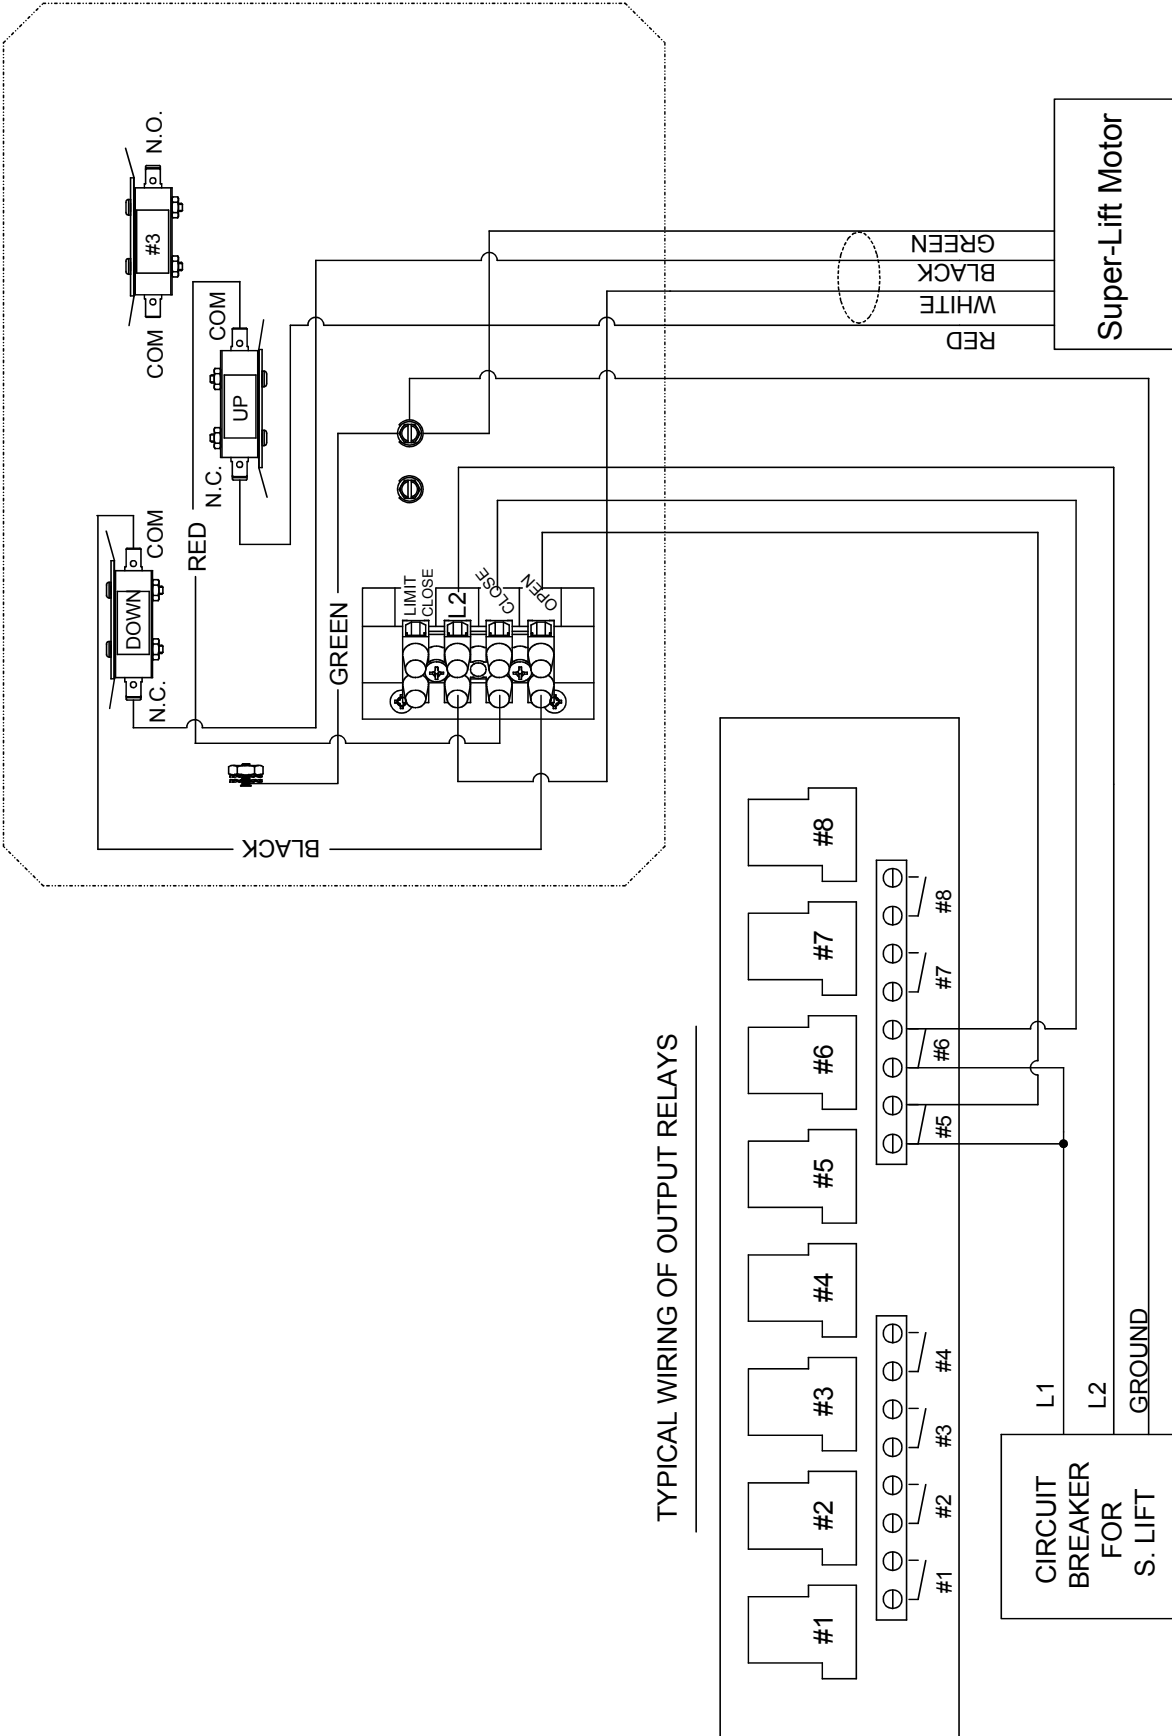 COM
#3
N.O.
N.C.
UP
COM
N.C.
DOWN
COM
RED
GREEN
BLACK
LIMIT
CLOSE
L2
CLOSE
OPEN
GREEN
BLACK
WHITE
RED
Super-Lift Motor
TYPICAL WIRING OF OUTPUT RELAYS
#1
#2
#3
#4
#5
#6
#7
#8
#1
#2
#3
#4
#5
#6
#7
#8
L1
L2
GROUND
CIRCUIT
BREAKER
FOR
S. LIFT